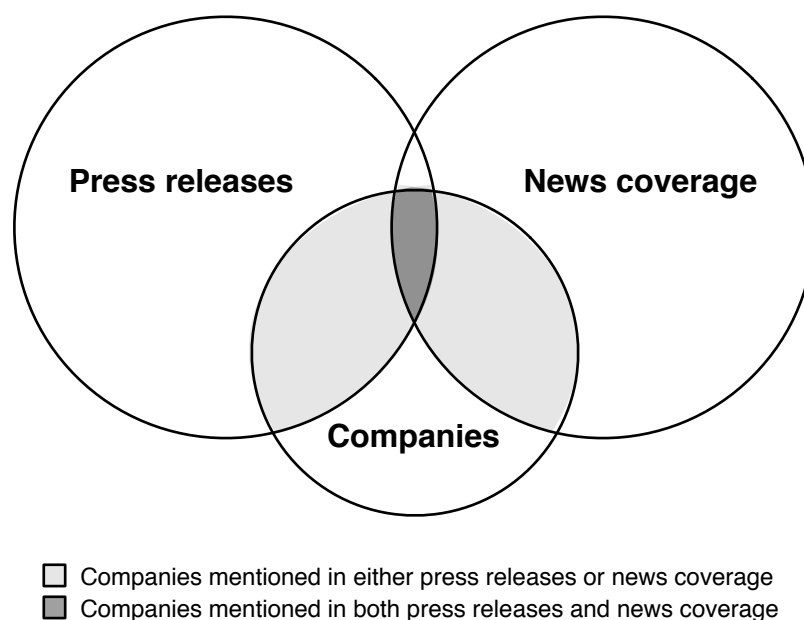 Press releases
News coverage
Companies
Companies mentioned in either press releases or news coverage
Companies mentioned in both press releases and news coverage